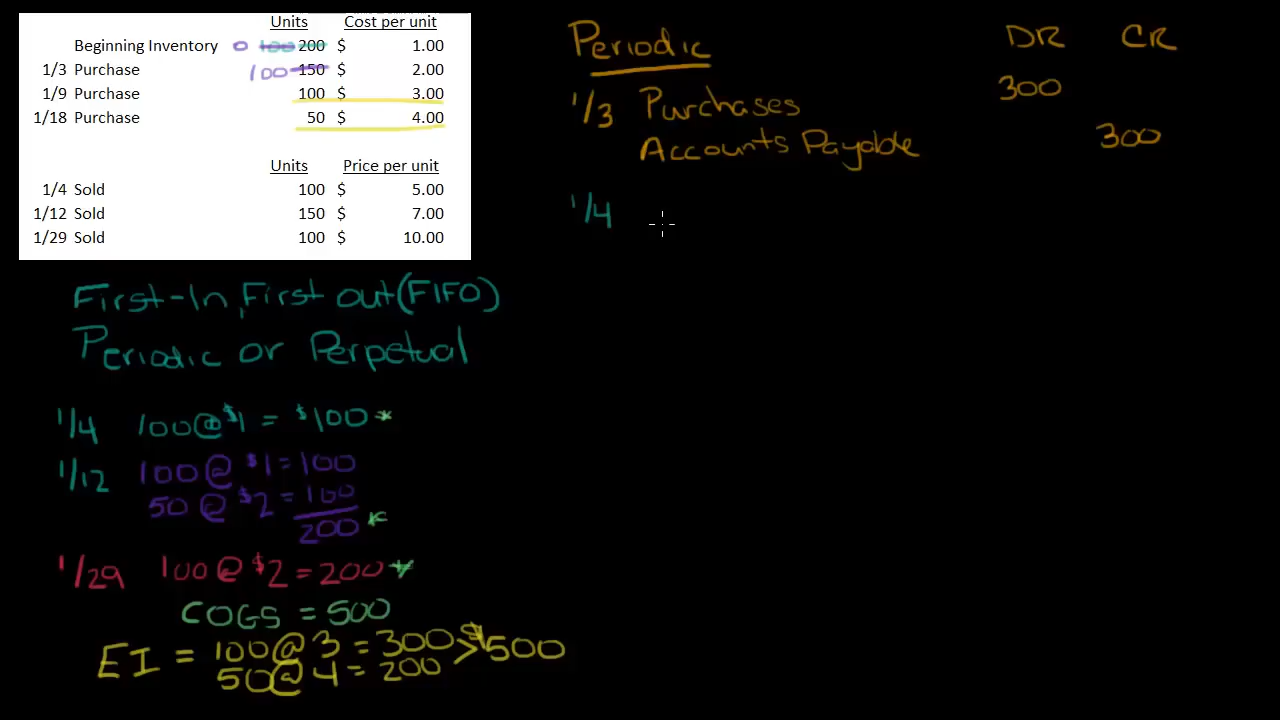 Units Cost per unit
Beginning Inventory 0 100 200 $ 1.00
1/3 Purchase 100 150 $ 2.00
1/9 Purchase 100 $ 3.00
1/18 Purchase 50 $ 4.00
Units Price per unit
1/4 Sold 100 $ 5.00
1/12 Sold 150 $ 7.00
1/29 Sold 100 $ 10.00
First-In, First out (FIFO)
Periodic or Perpetual
1/4 100@$1 = $100*
1/12 100@ $1=100
50@ $2 =100
200*
1/29 100@ $2=200*
COGS = 500
EI = 100@3=300>$500
50@4=200
Periodic DR CR
1/3 Purchases 300
Accounts Payable 300
1/4